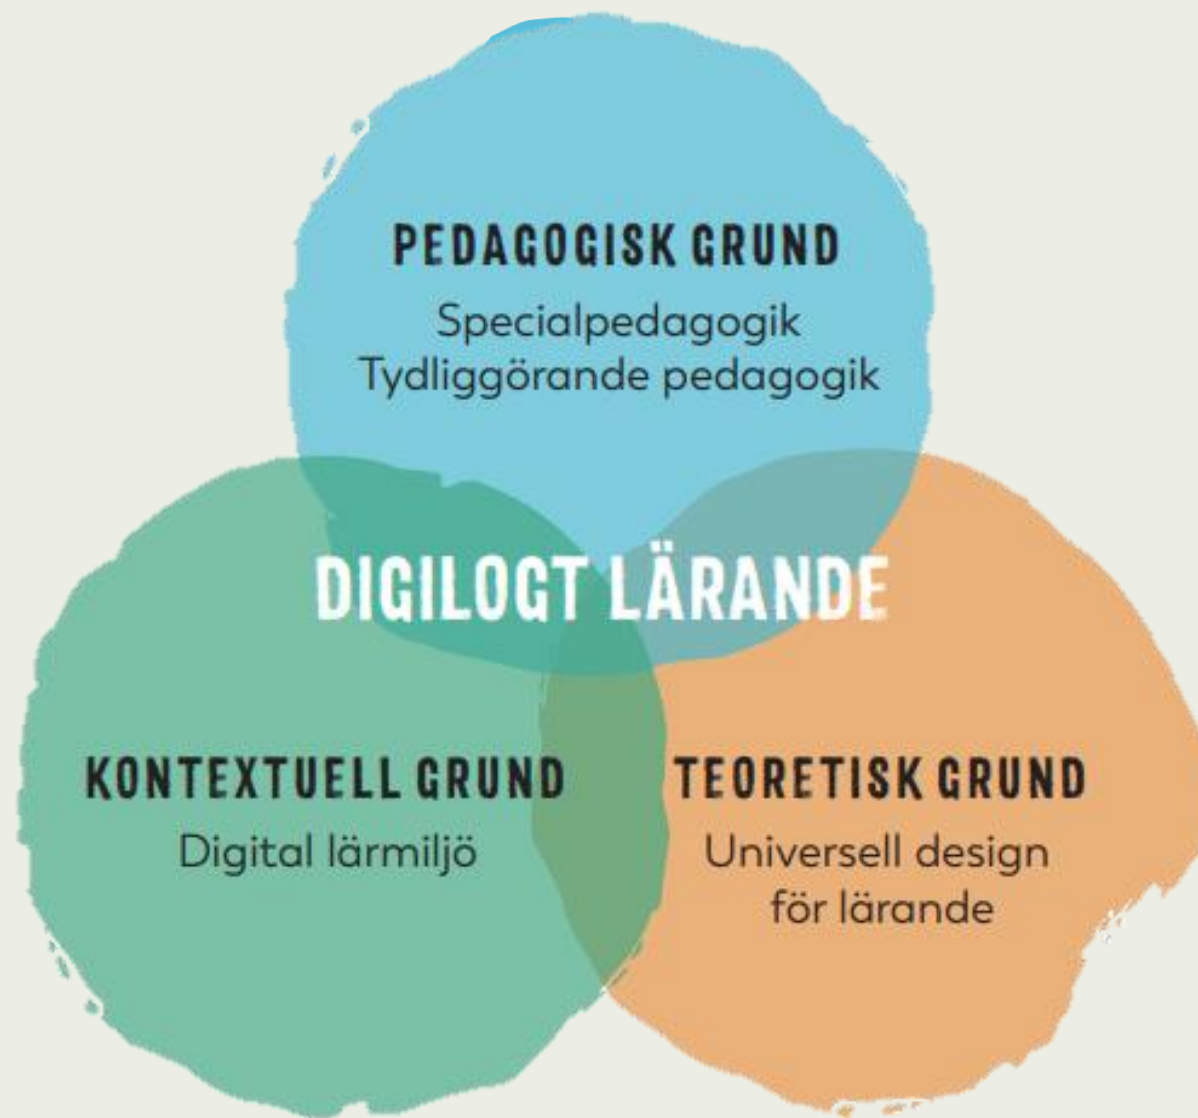 PEDAGOGISK GRUND
Specialpedagogik
Tydliggörande pedagogik
DIGILOGT LÄRANDE
KONTEXTUELL GRUND
Digital lärmiljö
TEORETISK GRUND
Universell design
för lärande